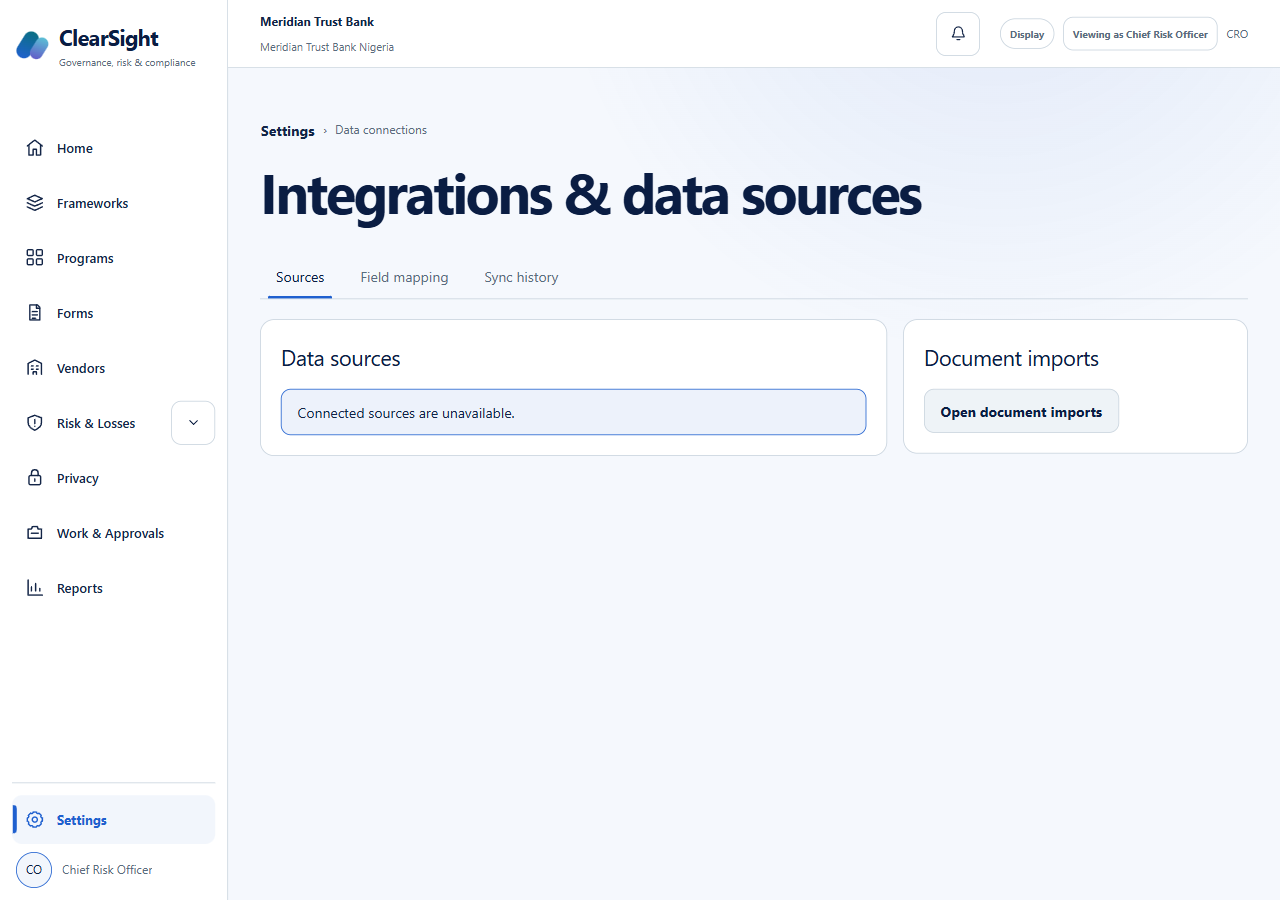 ClearSight
Governance, risk & compliance
Home
Frameworks
Programs
Forms
Vendors
Risk & Losses
Privacy
Work & Approvals
Reports
Settings
CO
Chief Risk Officer
Meridian Trust Bank
Meridian Trust Bank Nigeria
Display
Viewing as Chief Risk Officer
CRO
Settings › Data connections
Integrations & data sources
Sources
Field mapping
Sync history
Data sources
Connected sources are unavailable.
Document imports
Open document imports